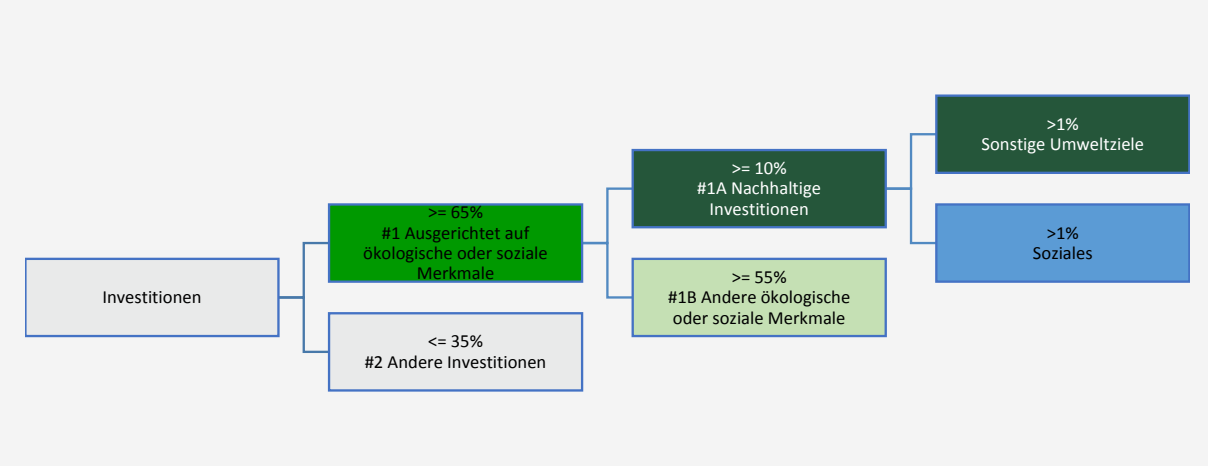 Investitionen
>= 65%
#1 Ausgerichtet auf
ökologische oder soziale
Merkmale
<= 35%
#2 Andere Investitionen
>= 10%
#1A Nachhaltige
Investitionen
>= 55%
#1B Andere ökologische
oder soziale Merkmale
>1%
Sonstige Umweltziele
>1%
Soziales